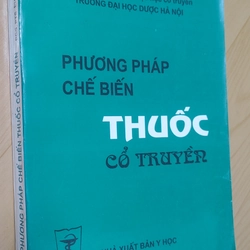 TRƯỜNG ĐẠI HỌC DƯỢC HÀ NỘI
PHƯƠNG PHÁP
CHẾ BIẾN
THUỐC
CỔ TRUYỀN
XUẤT BẢN Y HỌC
PHƯƠNG PHÁP CHẾ BIẾN THUỐC CỔ TRUYỀN